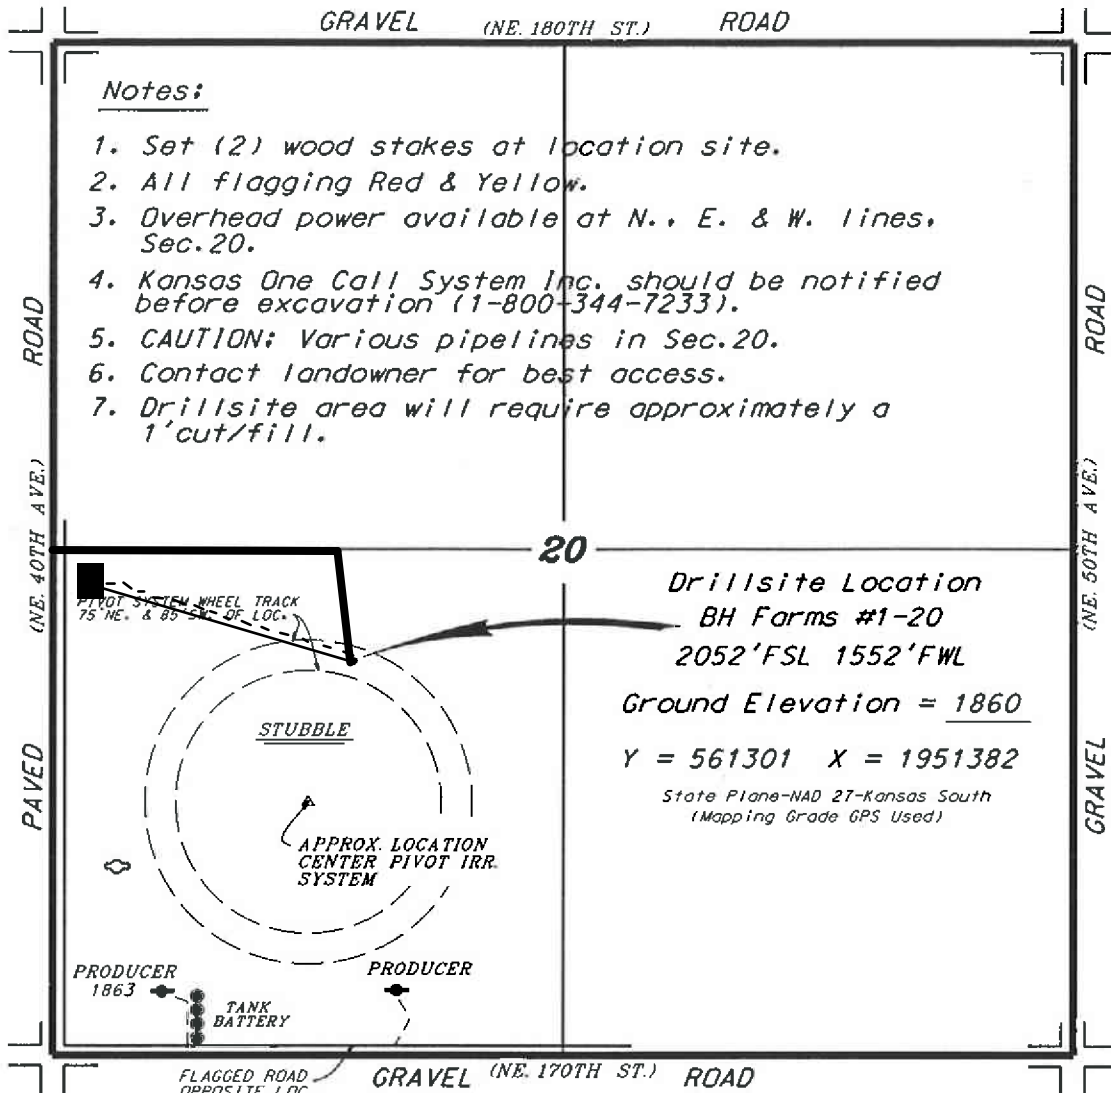 GRAVEL (NE. 180TH ST.) ROAD
Notes:
1. Set (2) wood stakes at location site.
2. All flagging Red & Yellow.
3. Overhead power available at N., E. & W. lines,
Sec.20.
4. Kansas One Call System Inc. should be notified
before excavation (1-800-344-7233).
5. CAUTION: Various pipelines in Sec.20.
6. Contact landowner for best access.
7. Drillsite area will require approximately a
1'cut/fill.
ROAD
(NE. 40TH AVE.)
PAVED
ROAD
(NE. 50TH AVE.)
GRAVEL
20
PIVOT SYSTEM WHEEL TRACK
75 NE. & 85 SW. OF LOC.
Drillsite Location
BH Farms #1-20
2052'FSL 1552'FWL
Ground Elevation = 1860
Y = 561301 X = 1951382
State Plane-NAD 27-Kansas South
(Mapping Grade GPS Used)
STUBBLE
APPROX. LOCATION
CENTER PIVOT IRR.
SYSTEM
PRODUCER
1863
TANK
BATTERY
PRODUCER
FLAGGED ROAD
OPPOSITE LOC
GRAVEL (NE. 170TH ST.) ROAD